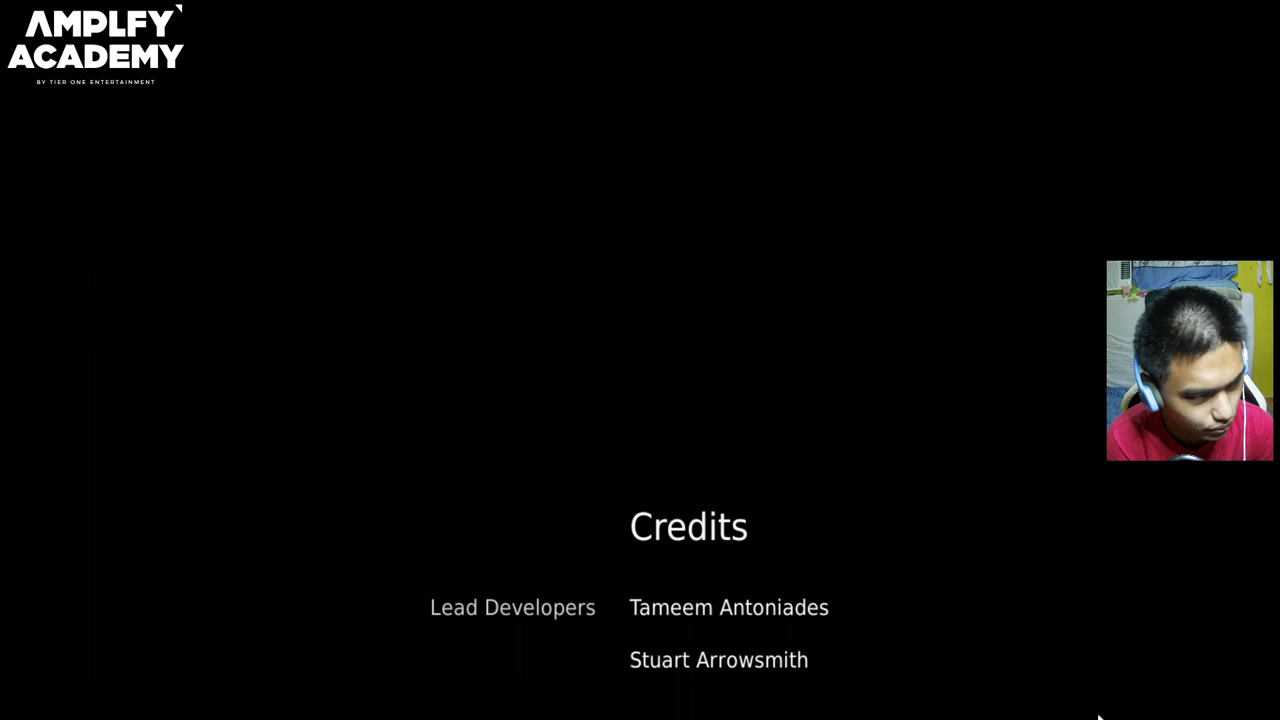 AMPLFY
ACADEMY
BY TIER ONE ENTERTAINMENT
Credits
Lead Developers Tameem Antoniades
Stuart Arrowsmith